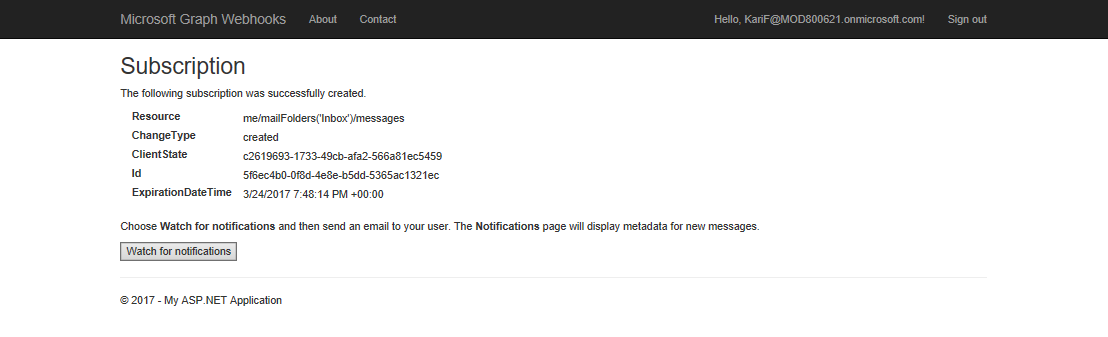 Microsoft Graph Webhooks About Contact Hello, KariF@MOD800621.onmicrosoft.com! Sign out
Subscription
The following subscription was successfully created.
Resource me/mailFolders('Inbox')/messages
ChangeType created
ClientState c2619693-1733-49cb-afa2-566a81ec5459
Id 5f6ec4b0-0f8d-4e8e-b5dd-5365ac1321ec
ExpirationDateTime 3/24/2017 7:48:14 PM +00:00
Choose Watch for notifications and then send an email to your user. The Notifications page will display metadata for new messages.
Watch for notifications
© 2017 - My ASP.NET Application